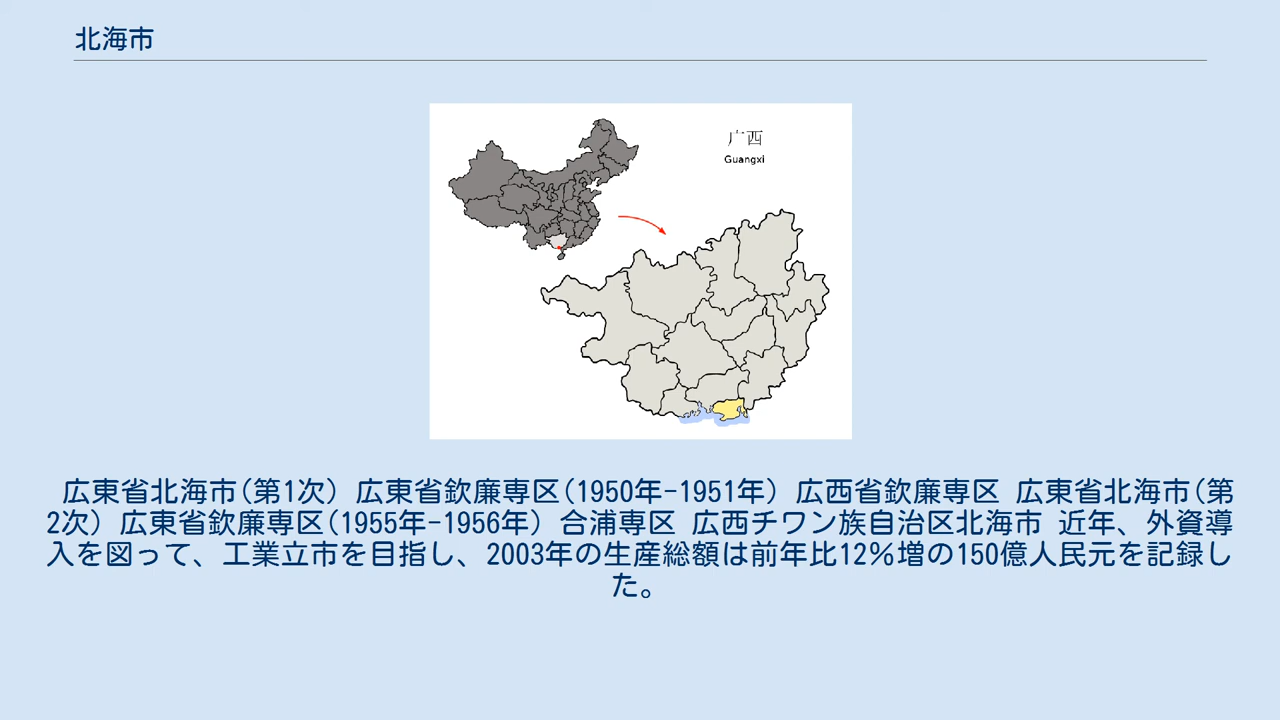 北海市
广西
Guangxi
広東省北海市(第1次) 広東省欽廉専区(1950年-1951年) 広西省欽廉専区 広東省北海市(第
2次) 広東省欽廉専区(1955年-1956年) 合浦専区 広西チワン族自治区北海市 近年、外資導
入を図って、工業立市を目指し、2003年の生産総額は前年比12%増の150億人民元を記録し
た。